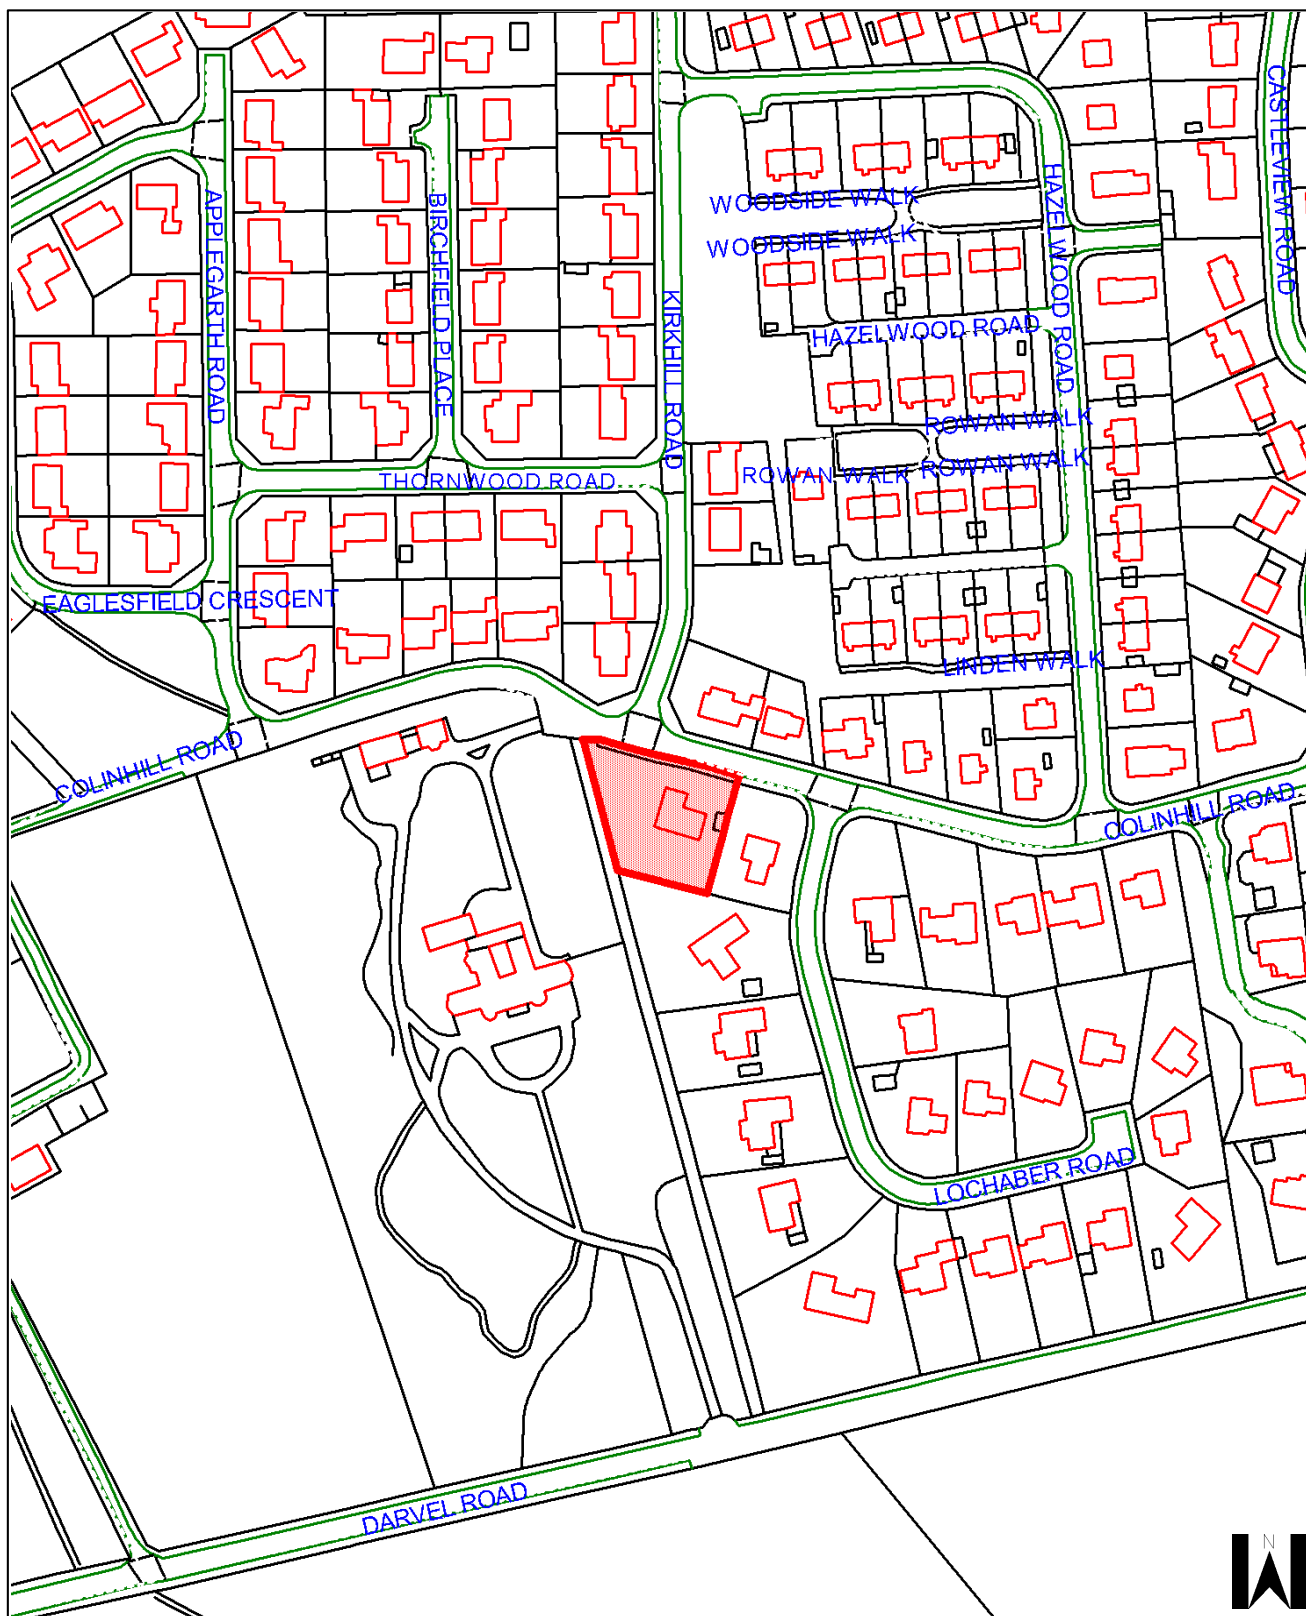 CASTLEVIEW ROAD
WOODSIDE WALK
HAZELWOOD ROAD
APPLEGARTH ROAD
BIRCHFIELD PLACE
WOODSIDE WALK
KIRKHILL ROAD
HAZELWOOD ROAD
ROWAN WALK
ROWAN WALK
ROWAN WALK
THORNWOOD ROAD
EAGLESFIELD CRESCENT
LINDEN WALK
COLINHILL ROAD
COLINHILL ROAD
LOCHABER ROAD
DARVEL ROAD
N